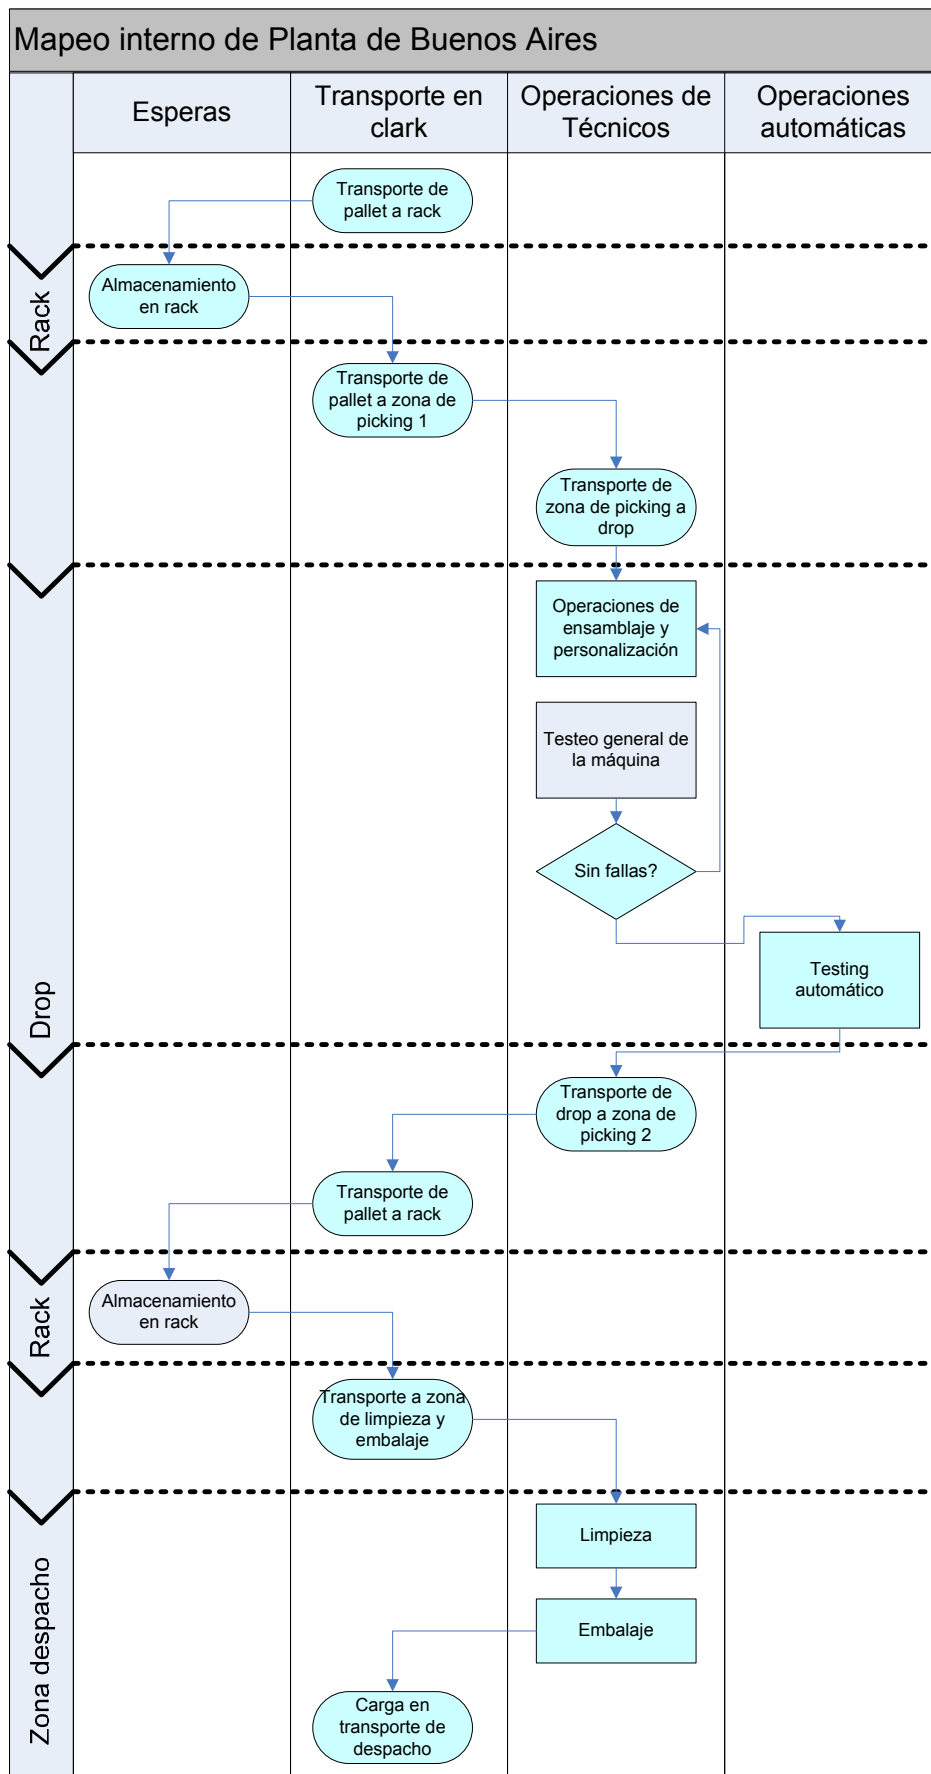 Mapeo interno de Planta de Buenos Aires
Esperas
Transporte en
clark
Operaciones de
Técnicos
Operaciones
automáticas
Transporte de
pallet a rack
Rack
Almacenamiento
en rack
Transporte de
pallet a zona de
picking 1
Transporte de
zona de picking a
drop
Drop
Operaciones de
ensamblaje y
personalización
Testeo general de
la máquina
Sin fallas?
Testing
automático
Transporte de
drop a zona de
picking 2
Transporte de
pallet a rack
Rack
Almacenamiento
en rack
Transporte a zona
de limpieza y
embalaje
Zona despacho
Limpieza
Embalaje
Carga en
transporte de
despacho